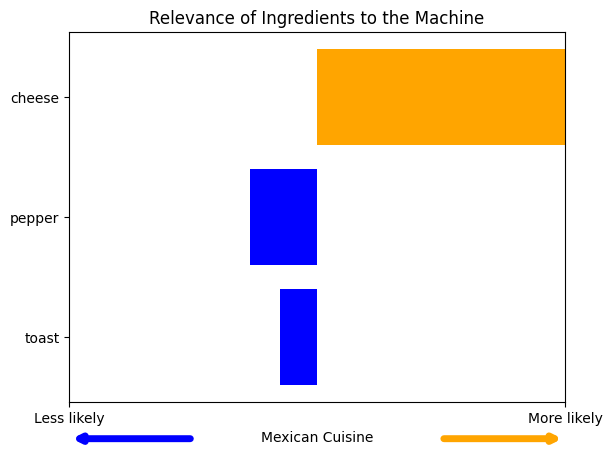 Relevance of Ingredients to the Machine
cheese
pepper
toast
Less likely
More likely
Mexican Cuisine